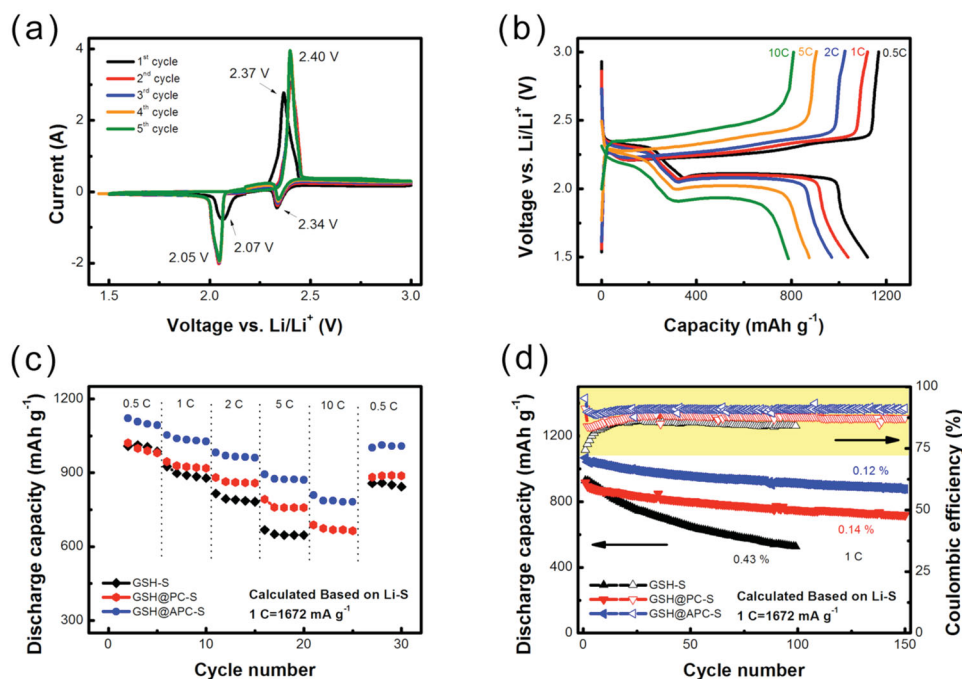 (a)
4
2
0
-2
Current (A)
1st cycle
2nd cycle
3rd cycle
4th cycle
5th cycle
2.37 V
2.40 V
2.34 V
2.05 V
2.07 V
1.5 2.0 2.5 3.0
Voltage vs. Li/Li+ (V)
(b)
3.0
2.5
2.0
1.5
Voltage vs. Li/Li+ (V)
10C 5C 2C 1C 0.5C
0 400 800 1200
Capacity (mAh g-1)
(c)
1200
900
600
300
Discharge capacity (mAh g-1)
0.5 C 1 C 2 C 5 C 10 C 0.5 C
GSH-S
GSH@PC-S
GSH@APC-S
Calculated Based on Li-S
1 C=1672 mA g-1
0 10 20 30
Cycle number
(d)
1200
800
400
0
Discharge capacity (mAh g-1)
100
75
50
25
0
Coulombic efficiency (%)
0.12 %
0.14 %
0.43 %
1 C
GSH-S
GSH@PC-S
GSH@APC-S
Calculated Based on Li-S
1 C=1672 mA g-1
0 50 100 150
Cycle number